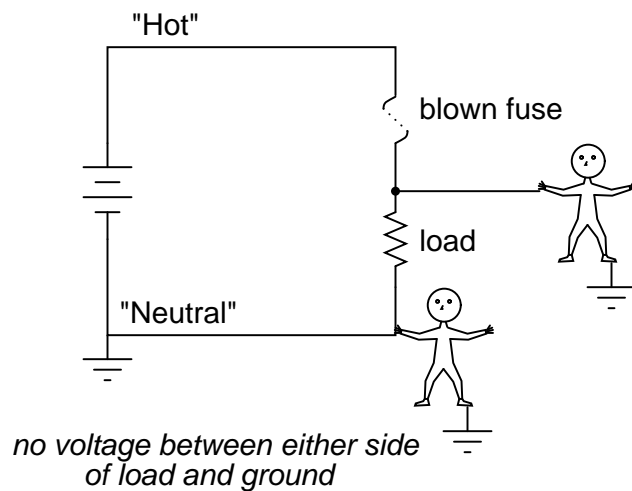 "Hot"
blown fuse
load
"Neutral"
no voltage between either side
of load and ground